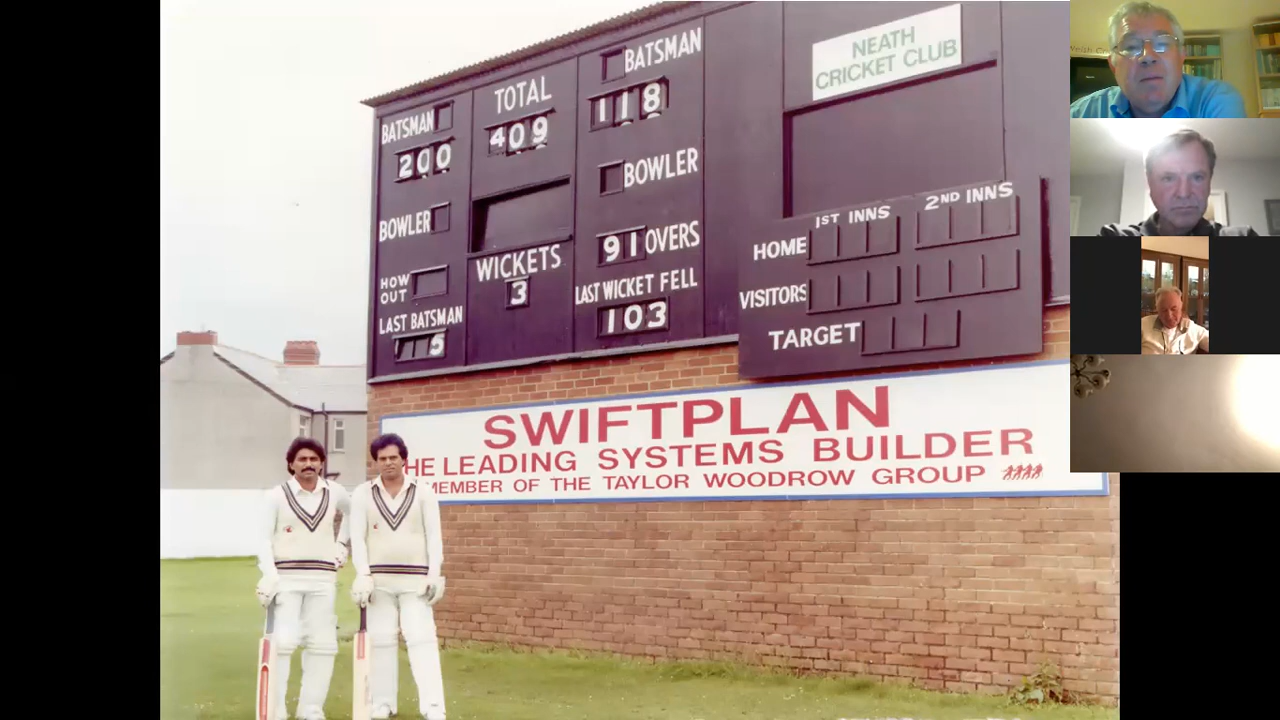 NEATH
CRICKET CLUB
BATSMAN
TOTAL
BATSMAN
200
409
118
BOWLER
BOWLER
WICKETS
91 OVERS
3
HOW
OUT
LAST WICKET FELL
LAST BATSMAN
103
5
1ST INNS
2ND INNS
HOME
VISITORS
TARGET
SWIFTPLAN
HE LEADING SYSTEMS BUILDER
MEMBER OF THE TAYLOR WOODROW GROUP